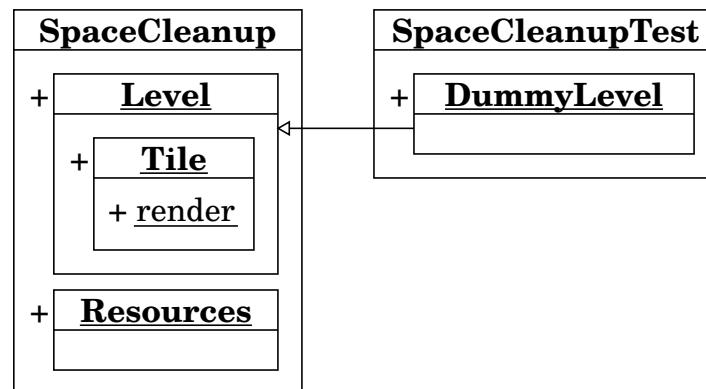 SpaceCleanup
+ Level
+ Tile
+ render
+ Resources
SpaceCleanupTest
+ DummyLevel